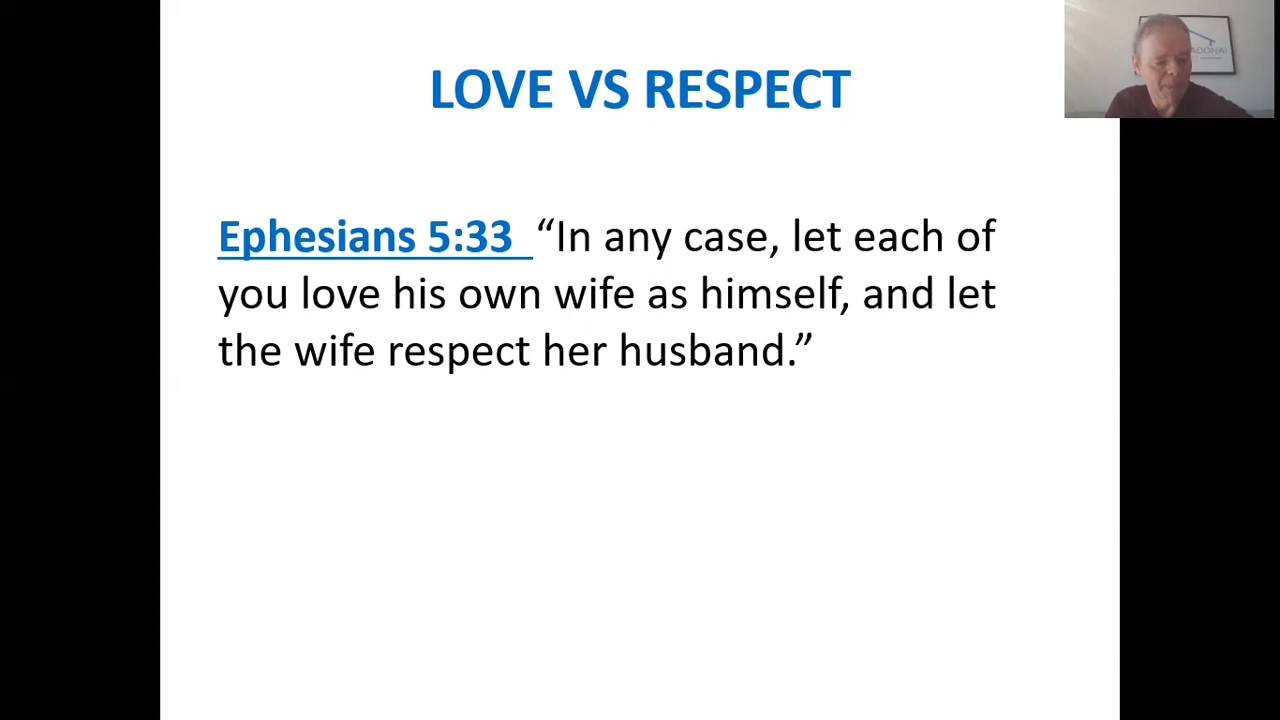 LOVE VS RESPECT
ADONAI
Ephesians 5:33 “In any case, let each of
you love his own wife as himself, and let
the wife respect her husband.”